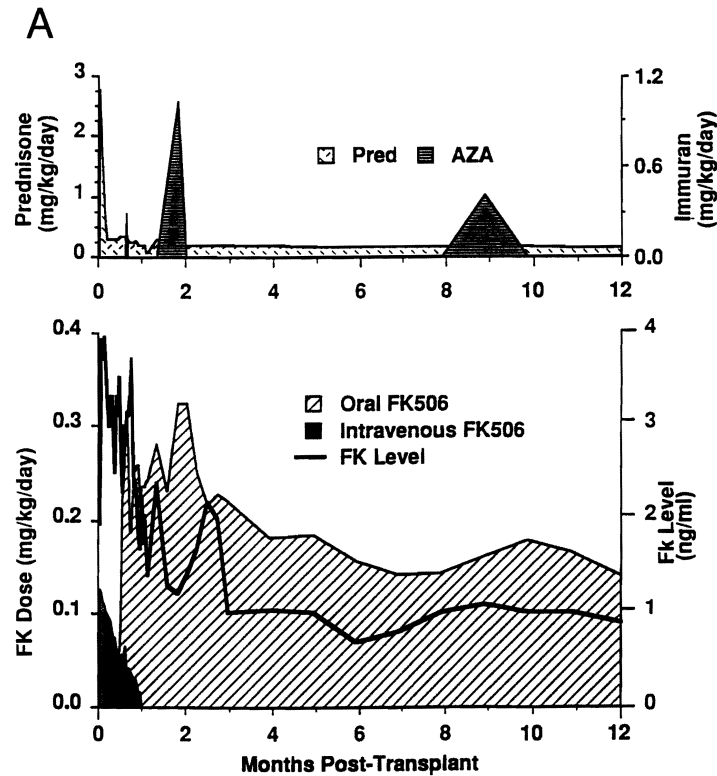 A
3
2
1
0
Prednisone
(mg/kg/day)
Pred
AZA
1.2
0.6
0.0
Immuran
(mg/kg/day)
0 2 4 6 8 10 12
0.4
0.3
0.2
0.1
0.0
FK Dose (mg/kg/day)
Oral FK506
Intravenous FK506
FK Level
4
3
2
1
0
Fk Level
(ng/ml)
0 2 4 6 8 10 12
Months Post-Transplant